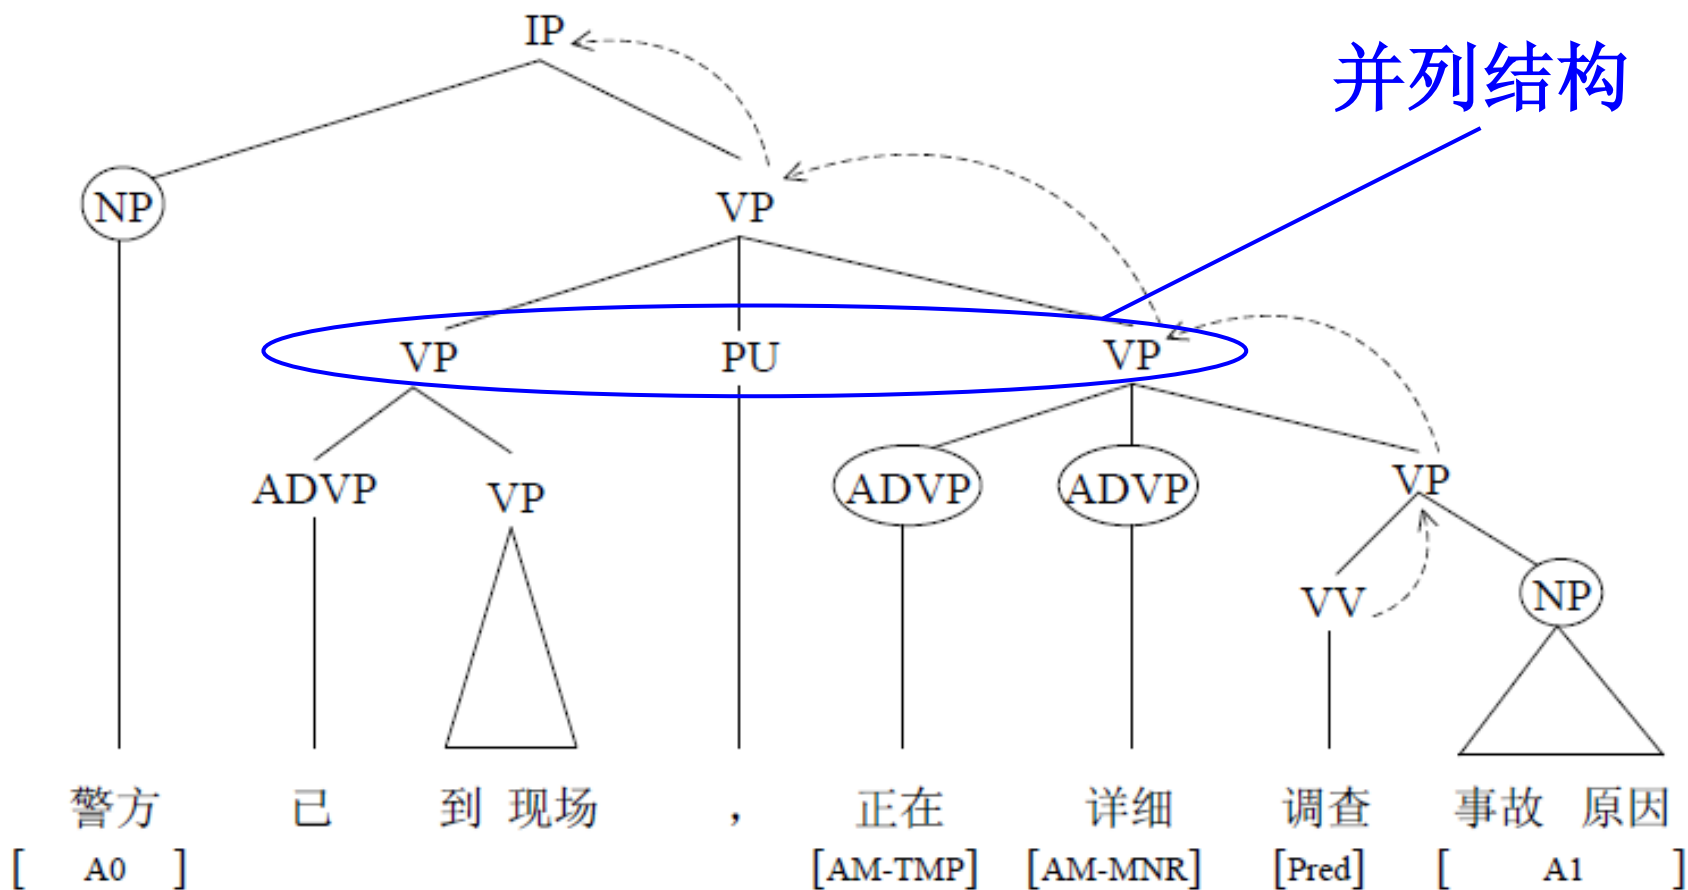 IP
并列结构
NP VP
VP PU VP
ADVP VP ADVP ADVP VP
VV NP
警方 已 到 现场 , 正在 详细 调查 事故 原因
[ A0 ] [AM-TMP] [AM-MNR] [Pred] [ A1 ]